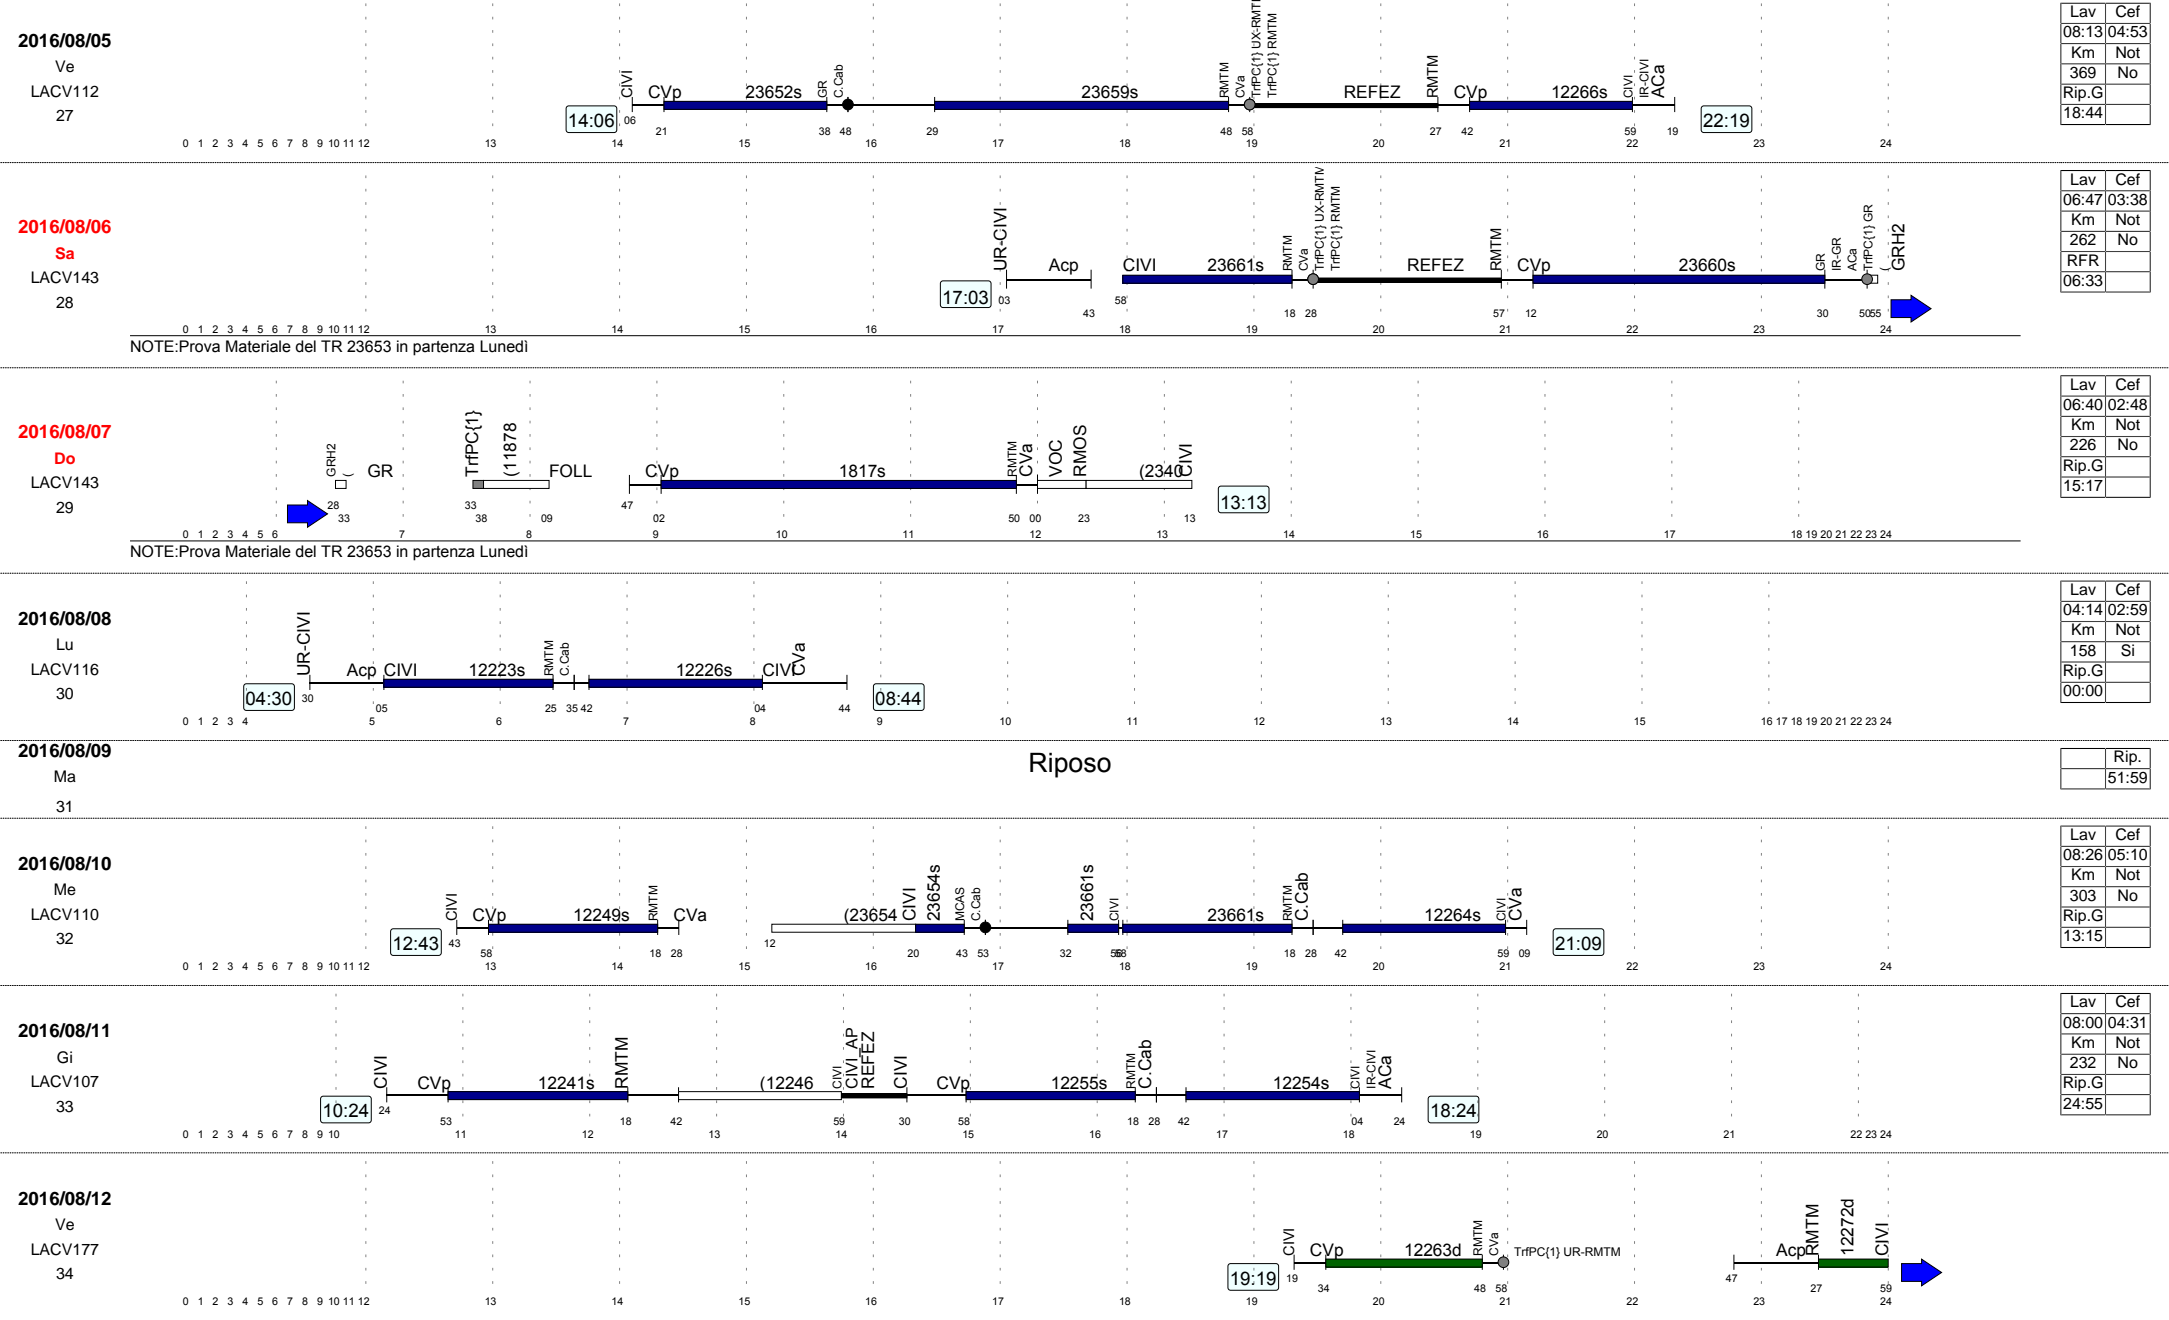 2016/08/05
Ve
LACV112
27
14:06
CIVI
CVp
23652s
GR
C.Cab
23659s
RMTM
CVa
TrfPC{1} RMTM
REFEZ
RMTM
CVp
12266s
CIVI
IR-CIVI
ACa
22:19
06 21 38 48 29 48 58 27 42 59 19
0 1 2 3 4 5 6 7 8 9 10 11 12 13 14 15 16 17 18 19 20 21 22 23 24
Lav Cef
08:13 04:53
Km Not
369 No
Rip.G
18:44
2016/08/06
Sa
LACV143
28
17:03
UR-CIVI
Acp
CIVI
23661s
RMTM
CVa
TrfPC{1} UX-RMTM
TrfPC{1} RMTM
REFEZ
RMTM
CVp
23660s
GR
IR-GR
ACa
TrfPC{1} GR
(
GRH2
03 43 58 18 28 57 12 30 50 55
0 1 2 3 4 5 6 7 8 9 10 11 12 13 14 15 16 17 18 19 20 21 22 23 24
NOTE:Prova Materiale del TR 23653 in partenza Lunedì
Lav Cef
06:47 03:38
Km Not
262 No
RFR
06:33
2016/08/07
Do
LACV143
29
GRH2
(
GR
TrfPC{1}
(11878
FOLL
CVp
1817s
RMTM
CVa
VOC
RMOS
(2340
CIVI
13:13
28 33 33 38 09 47 02 50 00 23 13
0 1 2 3 4 5 6 7 8 9 10 11 12 13 14 15 16 17 18 19 20 21 22 23 24
NOTE:Prova Materiale del TR 23653 in partenza Lunedì
Lav Cef
06:40 02:48
Km Not
226 No
Rip.G
15:17
2016/08/08
Lu
LACV116
30
04:30
UR-CIVI
Acp
CIVI
12223s
RMTM
C.Cab
12226s
CIVI
CVa
08:44
30 05 25 35 42 04 44
0 1 2 3 4 5 6 7 8 9 10 11 12 13 14 15 16 17 18 19 20 21 22 23 24
Lav Cef
04:14 02:59
Km Not
158 Si
Rip.G
00:00
2016/08/09
Ma
31
Riposo
Rip.
51:59
2016/08/10
Me
LACV110
32
12:43
CIVI
CVp
12249s
RMTM
CVa
(23654
CIVI
23654s
MCAS
C.Cab
23661s
CIVI
23661s
RMTM
C.Cab
12264s
CIVI
CVa
21:09
43 58 18 28 12 20 43 53 32 56 58 18 28 42 59 09
0 1 2 3 4 5 6 7 8 9 10 11 12 13 14 15 16 17 18 19 20 21 22 23 24
Lav Cef
08:26 05:10
Km Not
303 No
Rip.G
13:15
2016/08/11
Gi
LACV107
33
10:24
CIVI
CVp
12241s
RMTM
(12246
CIVI
CIVI_AP
REFEZ
CIVI
CVp
12255s
RMTM
C.Cab
12254s
CIVI
IR-CIVI
ACa
18:24
24 53 18 42 59 30 58 18 28 42 04 24
0 1 2 3 4 5 6 7 8 9 10 11 12 13 14 15 16 17 18 19 20 21 22 23 24
Lav Cef
08:00 04:31
Km Not
232 No
Rip.G
24:55
2016/08/12
Ve
LACV177
34
19:19
CIVI
CVp
12263d
RMTM
CVa
TrfPC{1} UR-RMTM
Acp
RMTM
12272d
CIVI
19 34 48 58 47 27 59
0 1 2 3 4 5 6 7 8 9 10 11 12 13 14 15 16 17 18 19 20 21 22 23 24